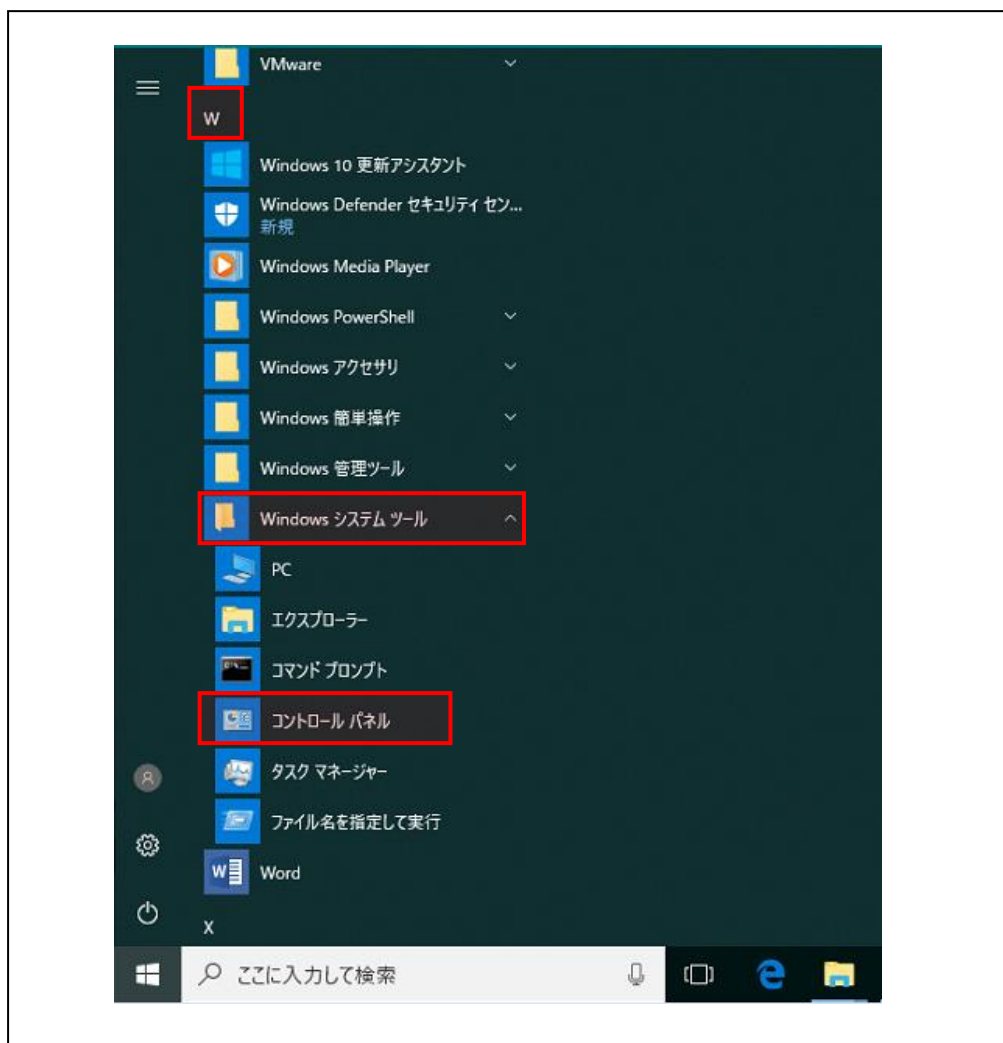 VMware
W
Windows 10 更新アシスタント
Windows Defender セキュリティ セン...
新規
Windows Media Player
Windows PowerShell
Windows アクセサリ
Windows 簡単操作
Windows 管理ツール
Windows システム ツール
PC
エクスプローラー
コマンド プロンプト
コントロール パネル
タスク マネージャー
ファイル名を指定して実行
Word
X
ここに入力して検索